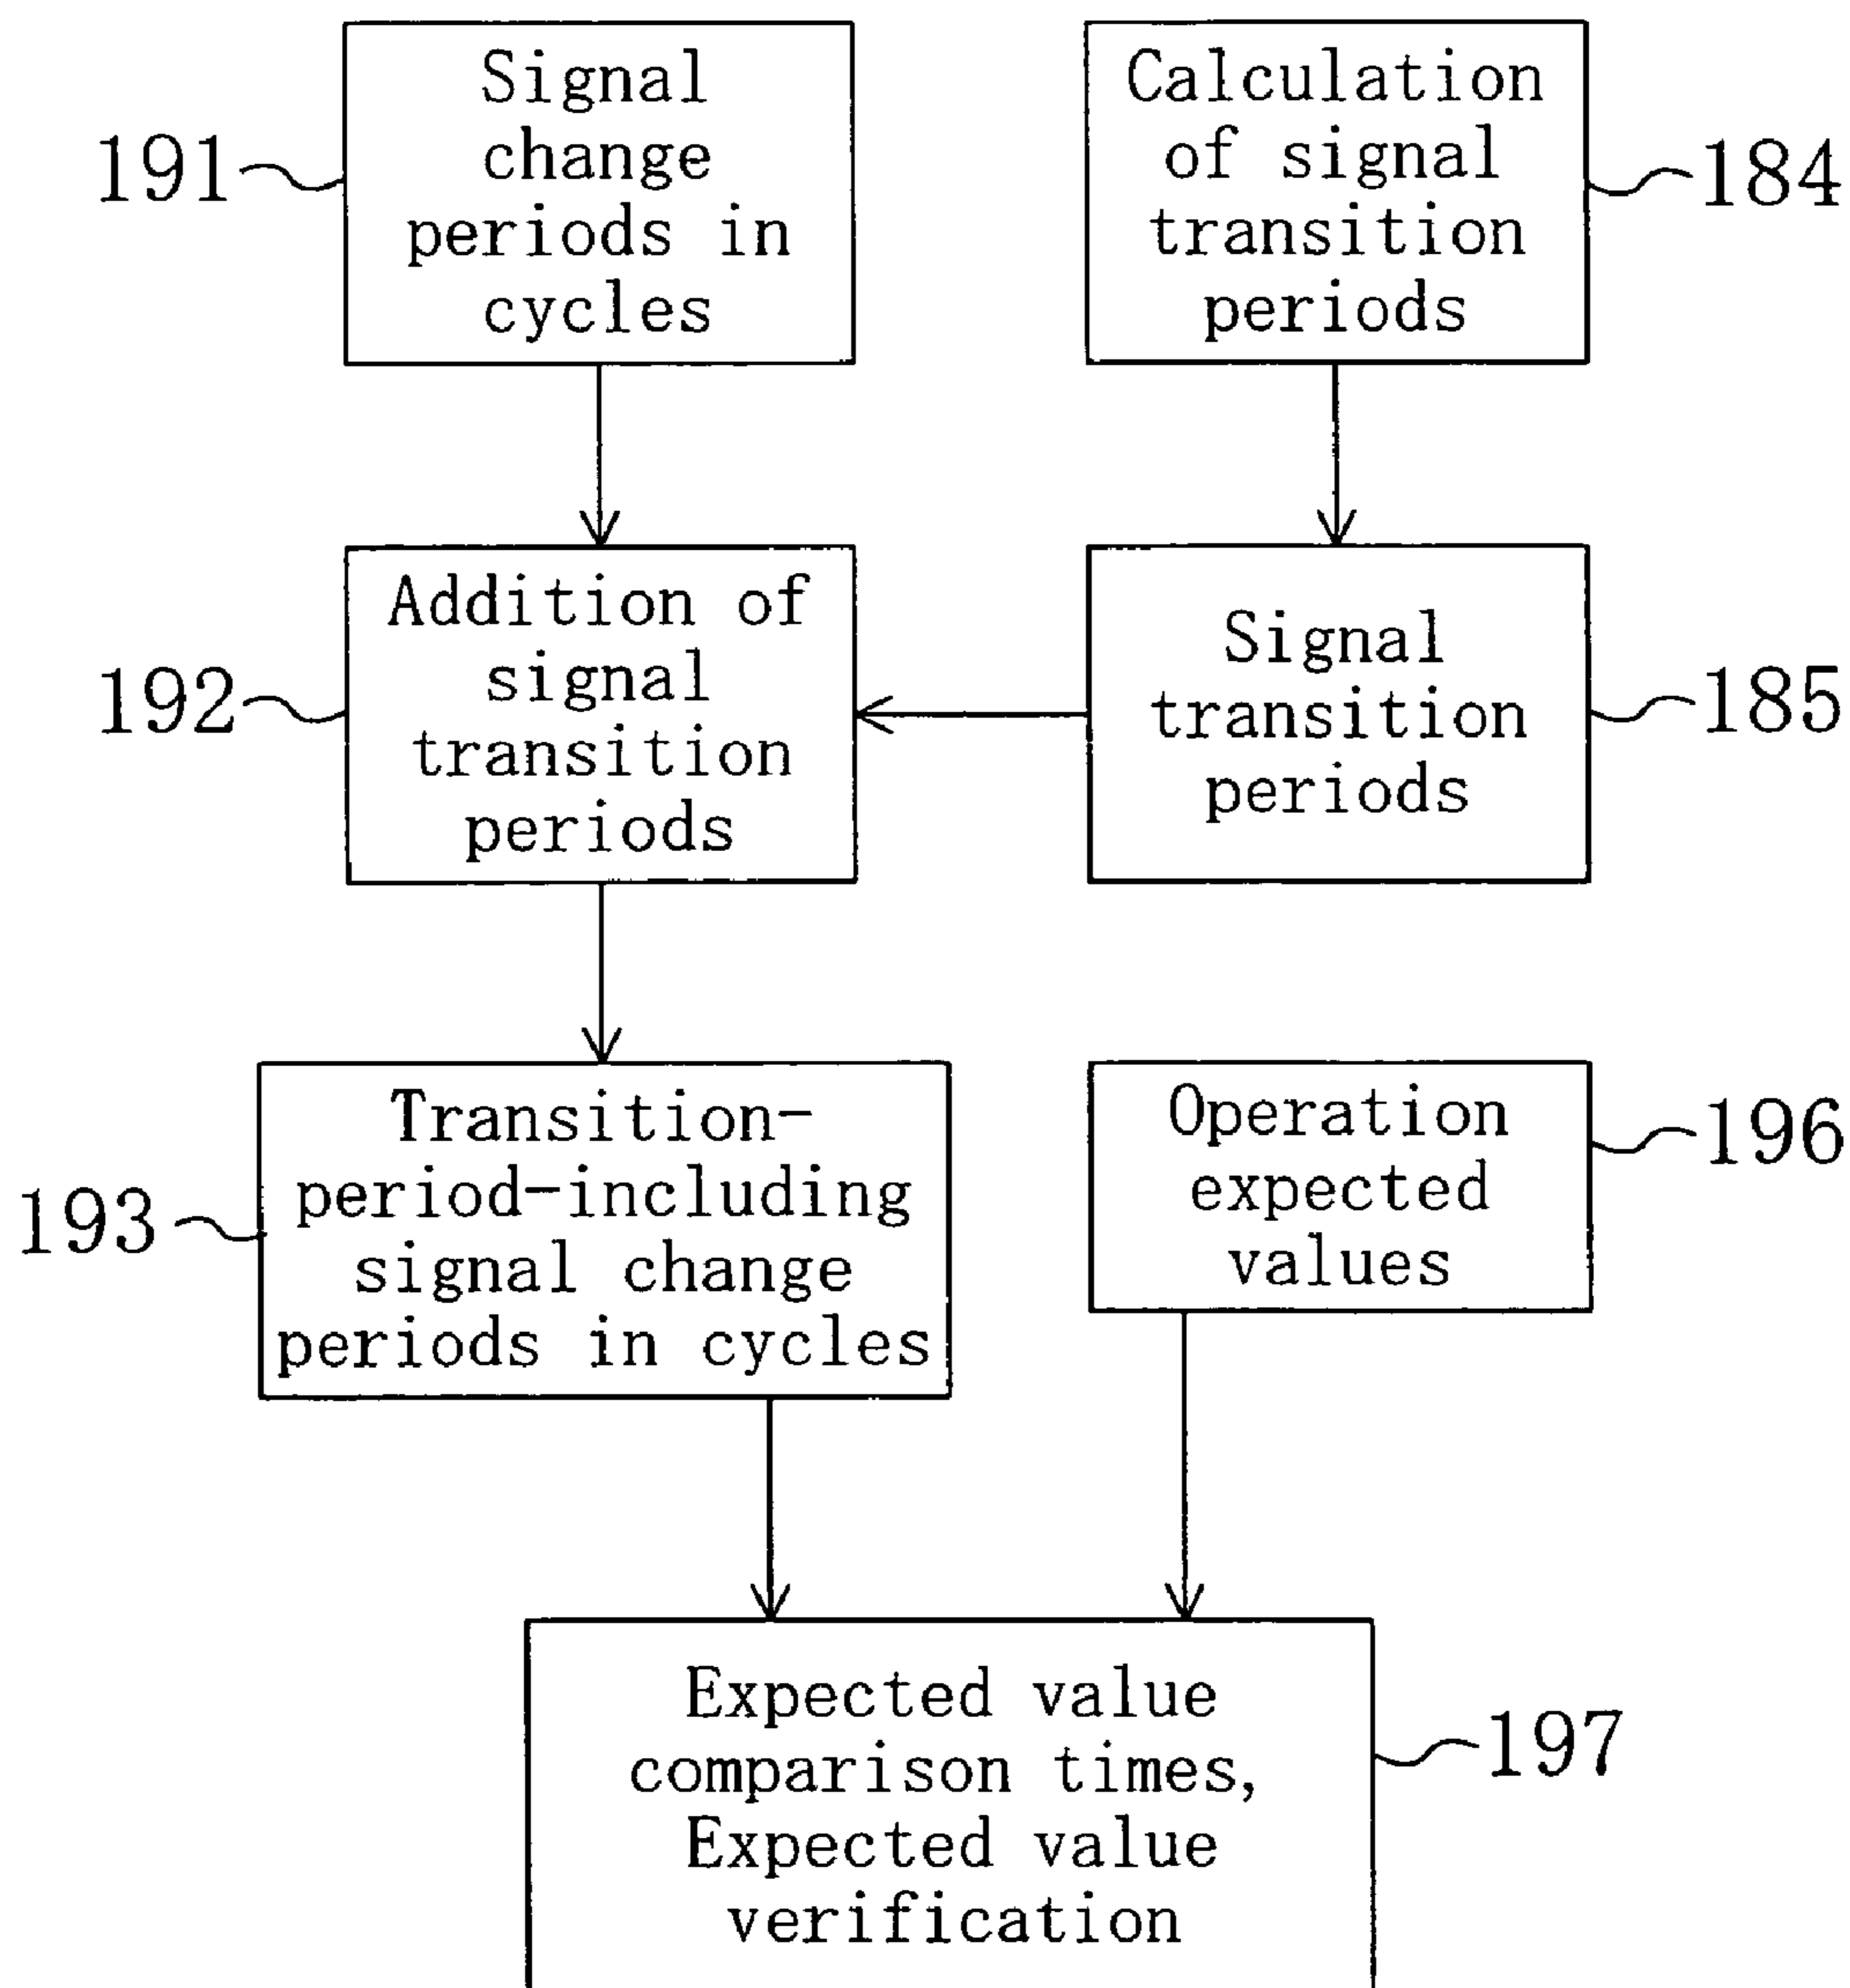 191
Signal
change
periods in
cycles
Calculation
of signal
transition
periods
184
192
Addition of
signal
transition
periods
Signal
transition
periods
185
193
Transition-
period-including
signal change
periods in cycles
Operation
expected
values
196
Expected value
comparison times,
Expected value
verification
197